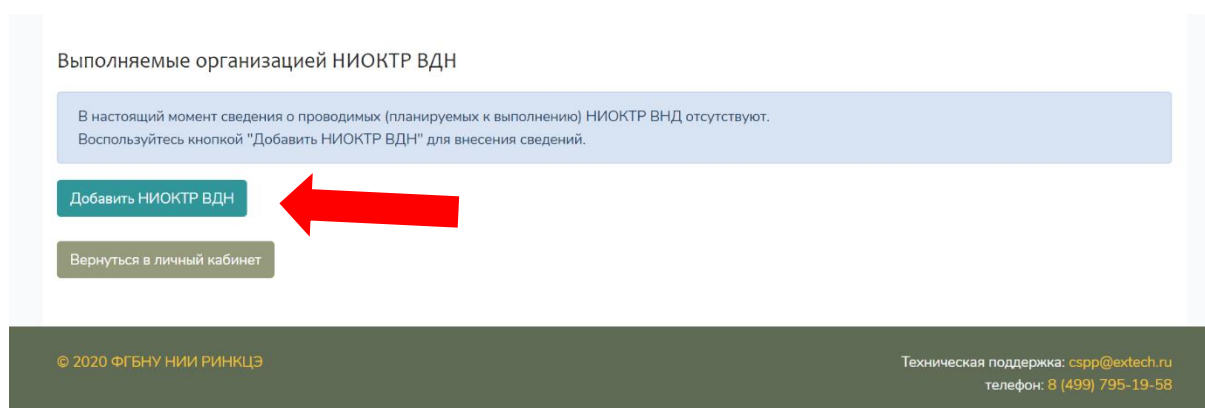 Выполняемые организацией НИОКТР ВДН
В настоящий момент сведения о проводимых (планируемых к выполнению) НИОКТР ВНД отсутствуют.
Воспользуйтесь кнопкой "Добавить НИОКТР ВДН" для внесения сведений.
Добавить НИОКТР ВДН
Вернуться в личный кабинет
© 2020 ФГБНУ НИИ РИНКЦЭ
Техническая поддержка: cspp@extech.ru
телефон: 8 (499) 795-19-58